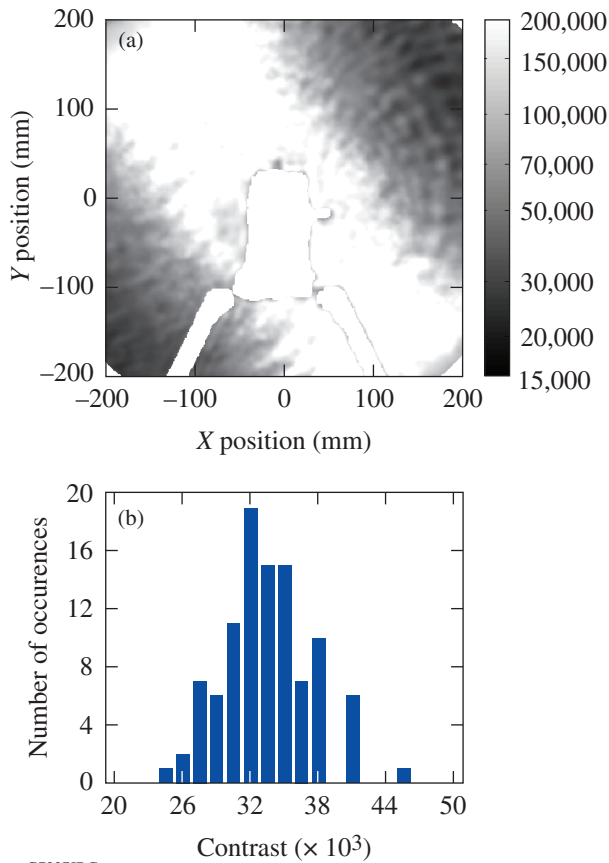 (a)
200
100
0
–100
–200
Y position (mm)
–200 –100 0 100 200
X position (mm)
200,000
150,000
100,000
70,000
50,000
30,000
20,000
15,000
(b)
20
16
12
8
4
0
Number of occurences
20 26 32 38 44 50
Contrast (× 10³)